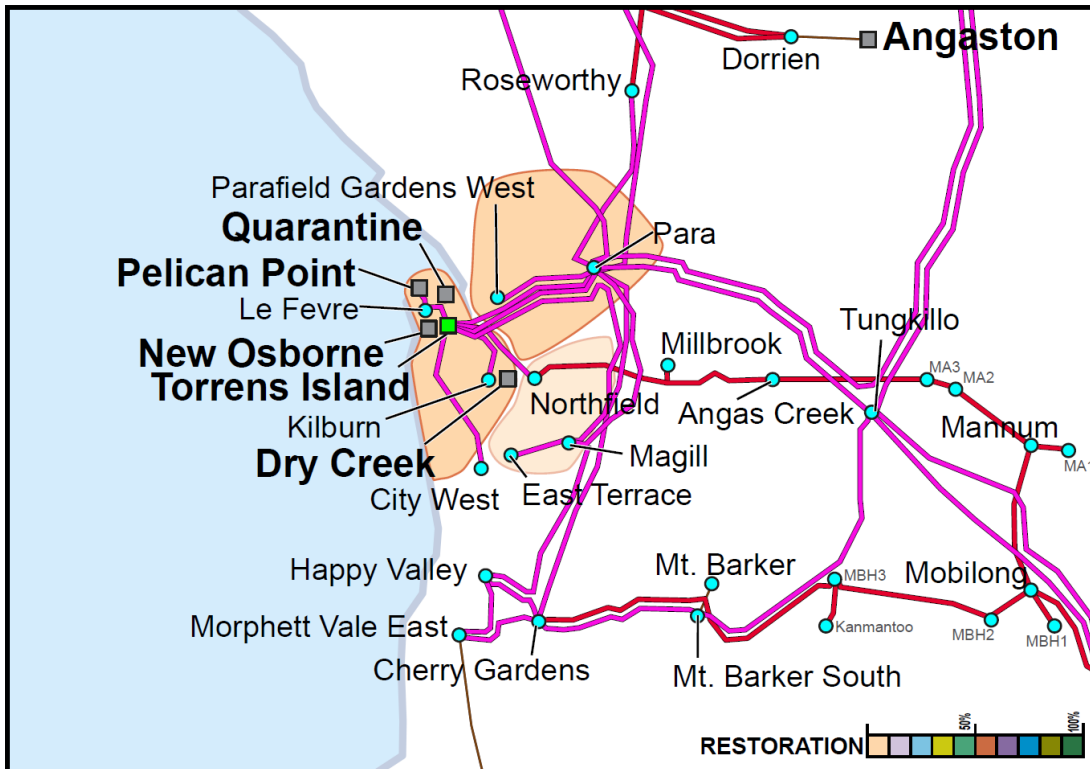 Angaston
Dorrien
Roseworthy
Parafield Gardens West
Quarantine
Para
Pelican Point
Le Fevre
Tungkillo
New Osborne
Millbrook
MA3
MA2
Torrens Island
Northfield
Angas Creek
Kilburn
Mannum
Dry Creek
Magill
MA1
City West
East Terrace
Happy Valley
Mt. Barker
MBH3
Mobilong
Morphett Vale East
Kanmantoo
MBH2
MBH1
Cherry Gardens
Mt. Barker South
50%
100%
RESTORATION